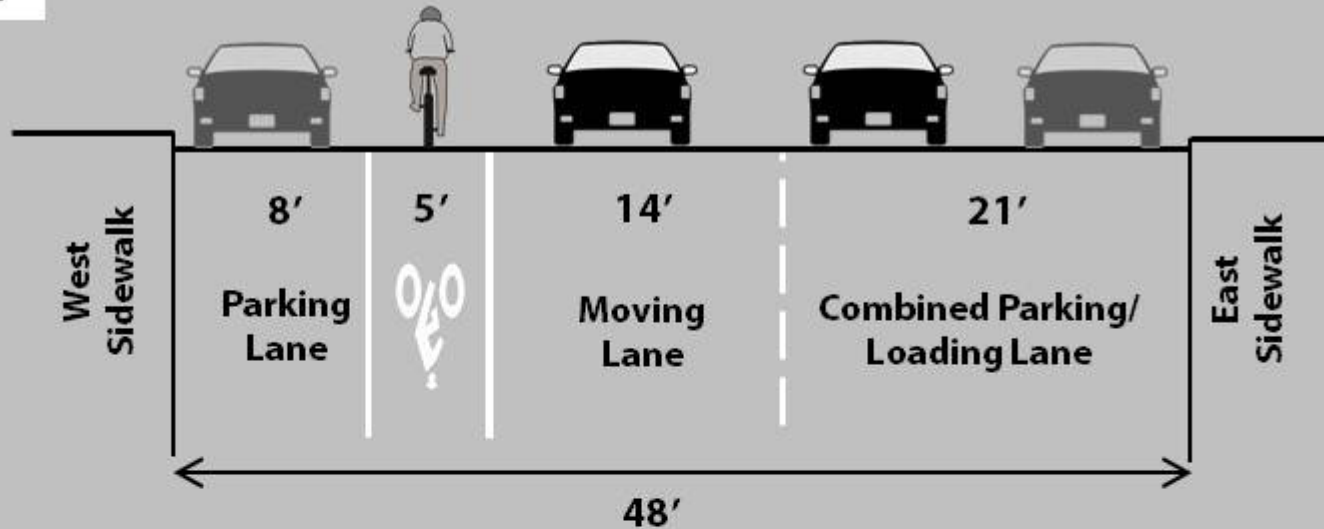 8′
5′
14′
21′
West
Sidewalk
Parking
Lane
Moving
Lane
Combined Parking/
Loading Lane
East
Sidewalk
48′